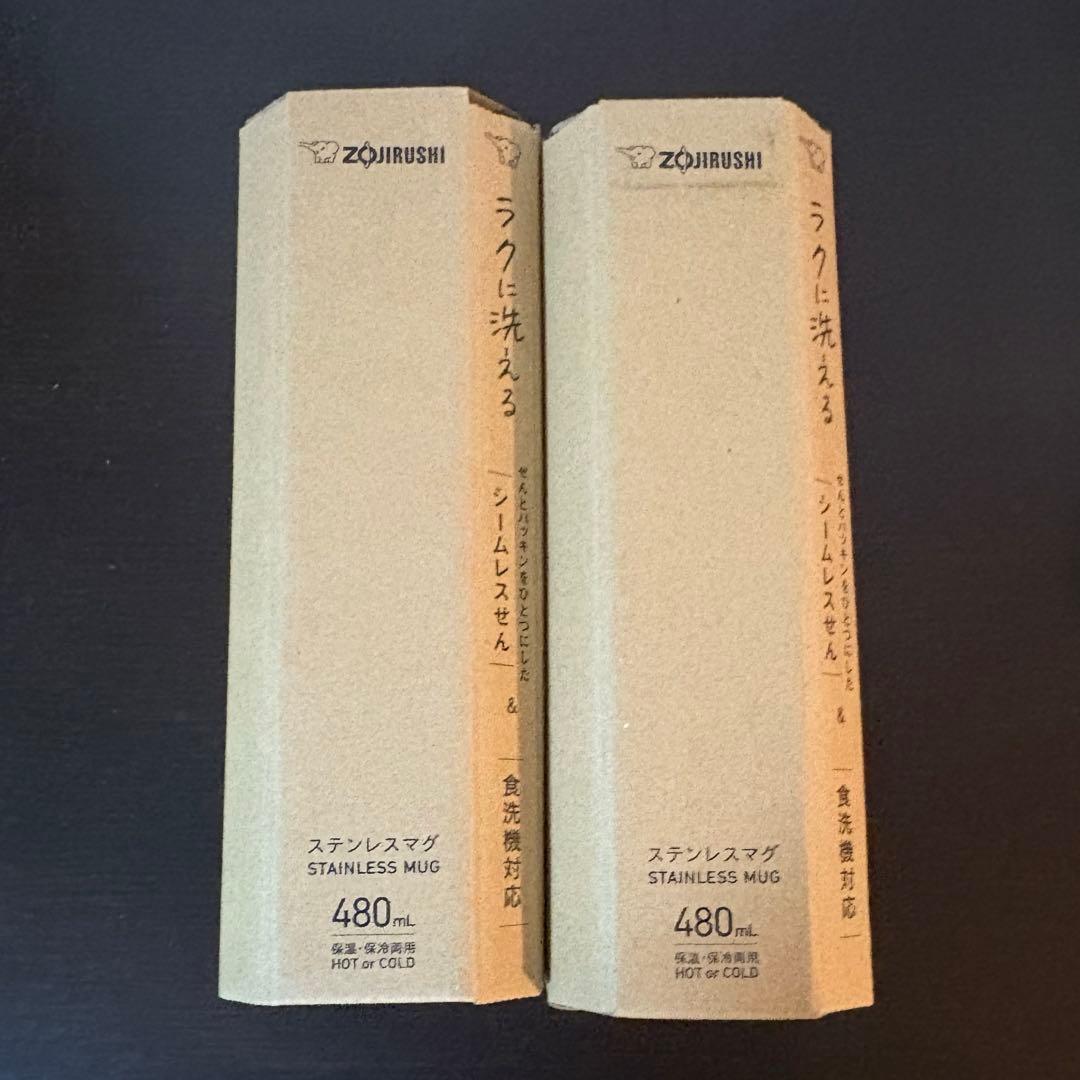 ZOJIRUSHI
ステンレスマグ
STAINLESS MUG
480mL
保温・保冷両用
HOT or COLD
ラクに洗える
せんとパッキンをひとつにした
シームレスせん
&
食洗機対応
ZOJIRUSHI
ステンレスマグ
STAINLESS MUG
480mL
保温・保冷両用
HOT or COLD
ラクに洗える
せんとパッキンをひとつにした
シームレスせん
&
食洗機対応